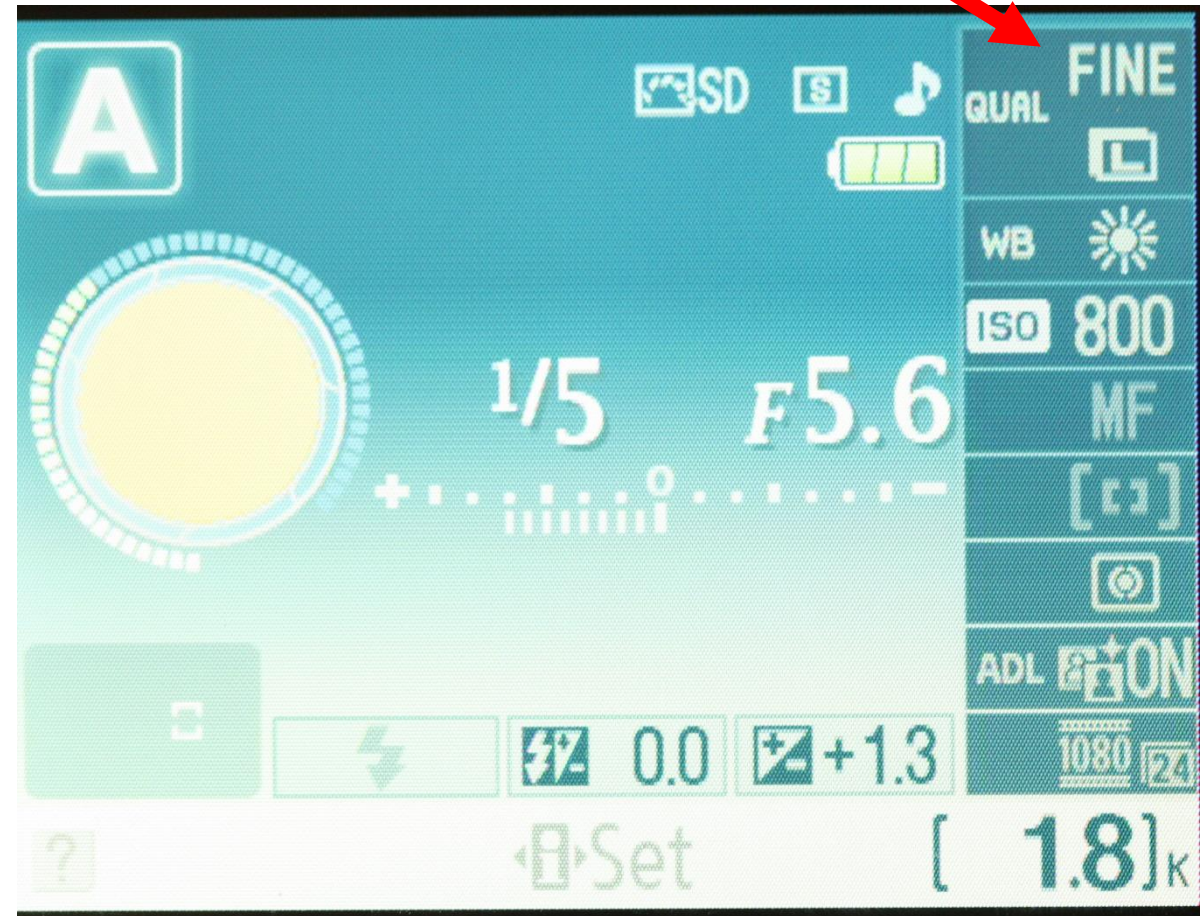 A
SD S
QUAL FINE
L
WB
ISO 800
1/5 F5.6
MF
+ 0 -
[[ ]]
ADL ON
0.0 +1.3
1080 24
? i Set [ 1.8]K